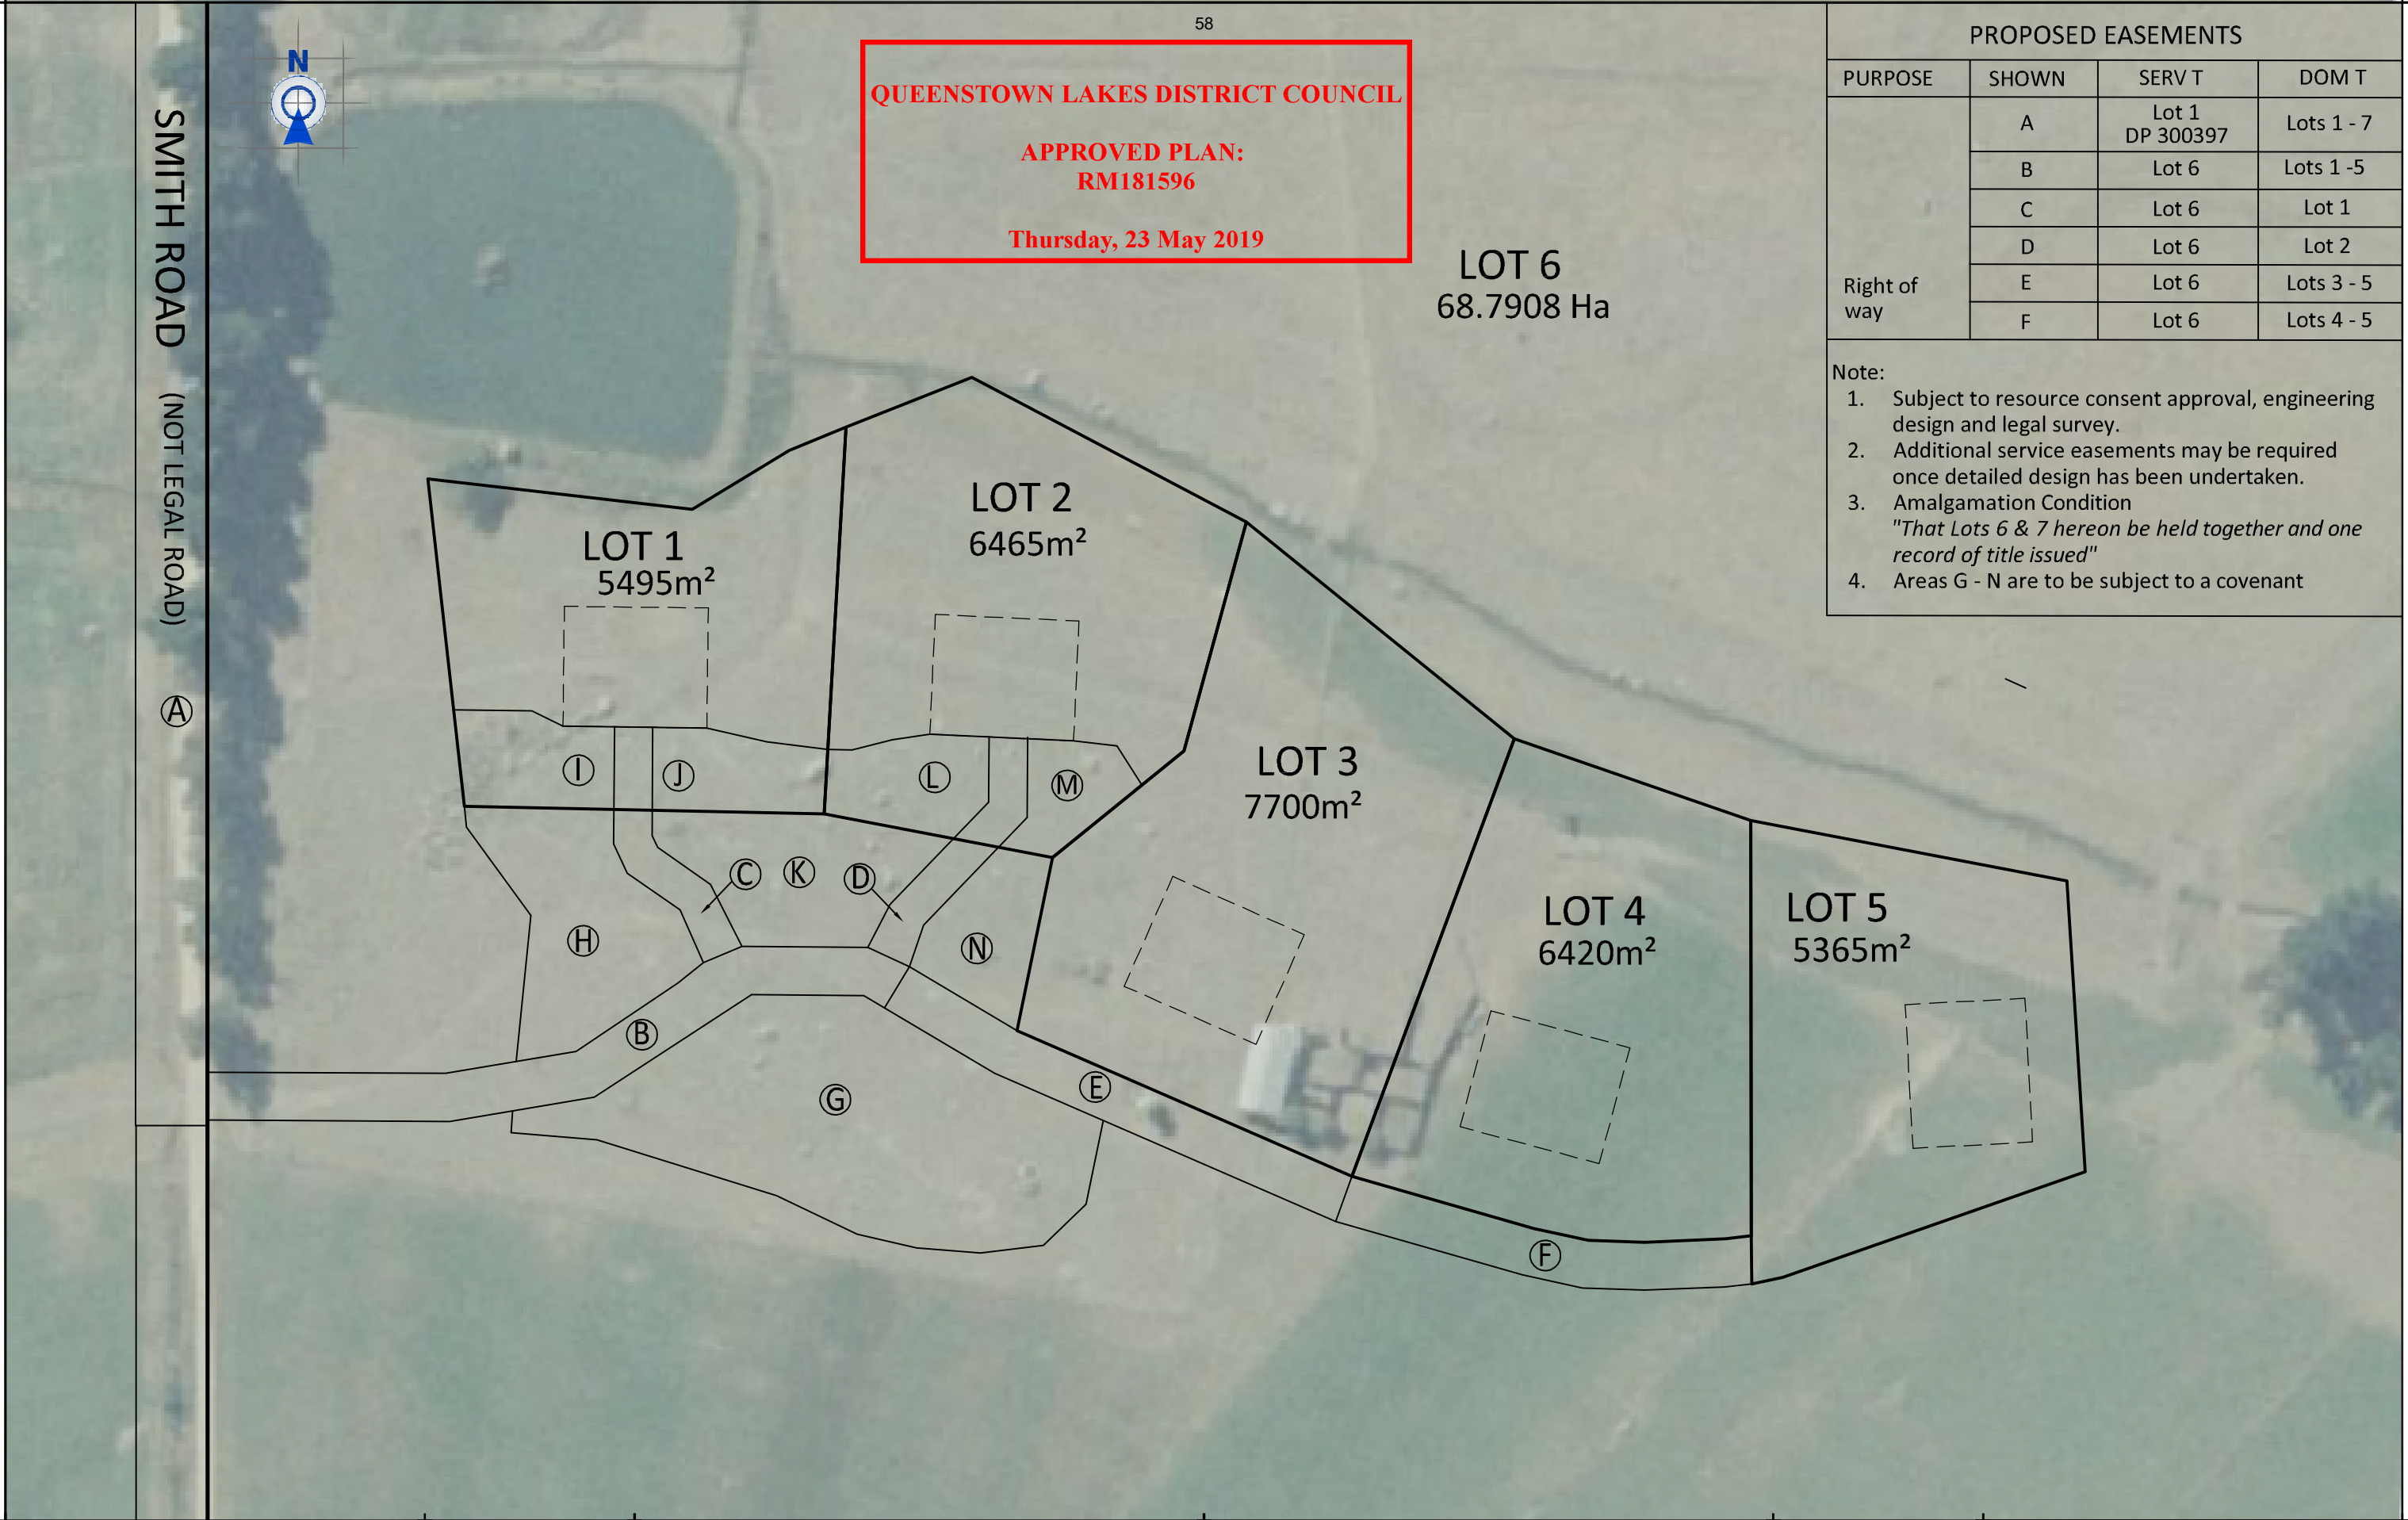 58
N
QUEENSTOWN LAKES DISTRICT COUNCIL
APPROVED PLAN:
RM181596
Thursday, 23 May 2019
PROPOSED EASEMENTS
PURPOSE SHOWN SERV T DOM T
A Lot 1 Lots 1 - 7
DP 300397
B Lot 6 Lots 1 -5
C Lot 6 Lot 1
D Lot 6 Lot 2
Right of
way
E Lot 6 Lots 3 - 5
F Lot 6 Lots 4 - 5
Note:
1. Subject to resource consent approval, engineering
design and legal survey.
2. Additional service easements may be required
once detailed design has been undertaken.
3. Amalgamation Condition
"That Lots 6 & 7 hereon be held together and one
record of title issued"
4. Areas G - N are to be subject to a covenant
SMITH ROAD (NOT LEGAL ROAD)
A
LOT 6
68.7908 Ha
LOT 1
5495m²
LOT 2
6465m²
LOT 3
7700m²
LOT 4
6420m²
LOT 5
5365m²
I
J
L
M
C
K
D
H
N
B
E
G
F